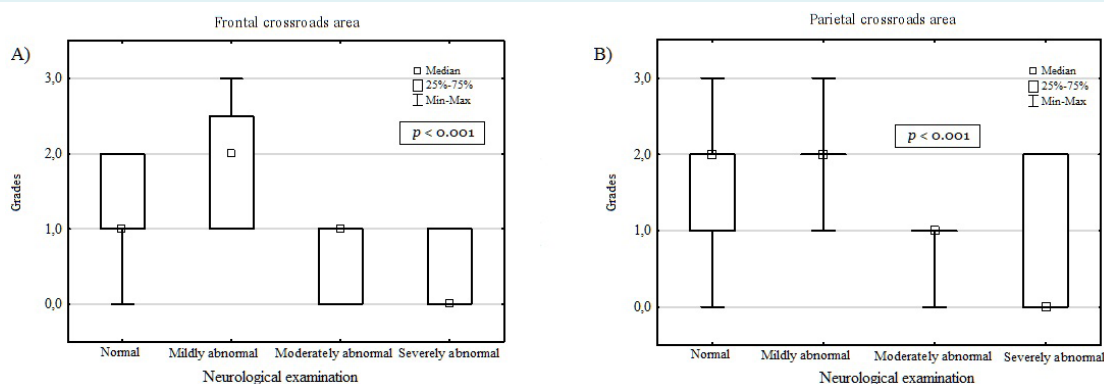 A)
Frontal crossroads area
Grades
3,0
2,0
1,0
0,0
Median
25%-75%
Min-Max
p < 0.001
Normal
Mildly abnormal
Moderately abnormal
Severely abnormal
Neurological examination
B)
Parietal crossroads area
Grades
3,0
2,0
1,0
0,0
Median
25%-75%
Min-Max
p < 0.001
Normal
Mildly abnormal
Moderately abnormal
Severely abnormal
Neurological examination